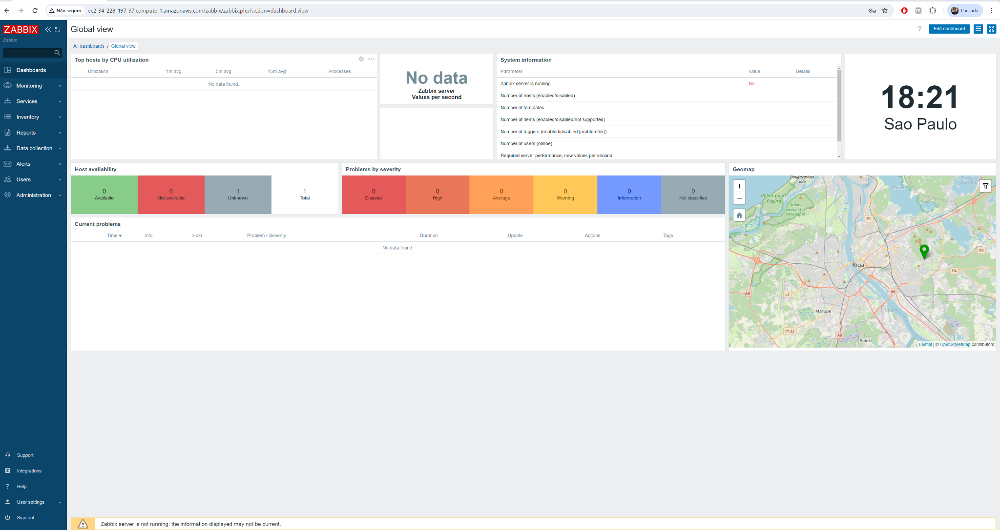 Não seguro
ec2-34-228-197-37.compute-1.amazonaws.com/zabbix/zabbix.php?action=dashboard.view
Pausada
ZABBIX
Zabbix
Dashboards
Monitoring
Services
Inventory
Reports
Data collection
Alerts
Users
Administration
Support
Integrations
? Help
User settings
Sign out
Global view
?
Edit dashboard
All dashboards / Global view
Top hosts by CPU utilization
Utilization 1m avg 5m avg 15m avg Processes
No data found.
No data
Zabbix server
Values per second
System information
Parameter Value Details
Zabbix server is running No
Number of hosts (enabled/disabled)
Number of templates
Number of items (enabled/disabled/not supported)
Number of triggers (enabled/disabled [problem/ok])
Number of users (online)
Required server performance, new values per second
18:21
Sao Paulo
Host availability
0 0 1 1
Available Not available Unknown Total
Problems by severity
0 0 0 0 0 0
Disaster High Average Warning Information Not classified
Current problems
Time ▼ Info Host Problem • Severity Duration Update Actions Tags
No data found.
Geomap
+
−
Daugavgrīvas
sala
dabas parks
"Piejūra"
Dabas
piemineklis
"Buļļu kāpas"
Ķīšezers
P1
Rīga
P2
Rīga
P4
A9
L2
A6
Mārupe
P132
A8
Baloži
Leaflet | © OpenStreetMap contributors
Zabbix server is not running: the information displayed may not be current.